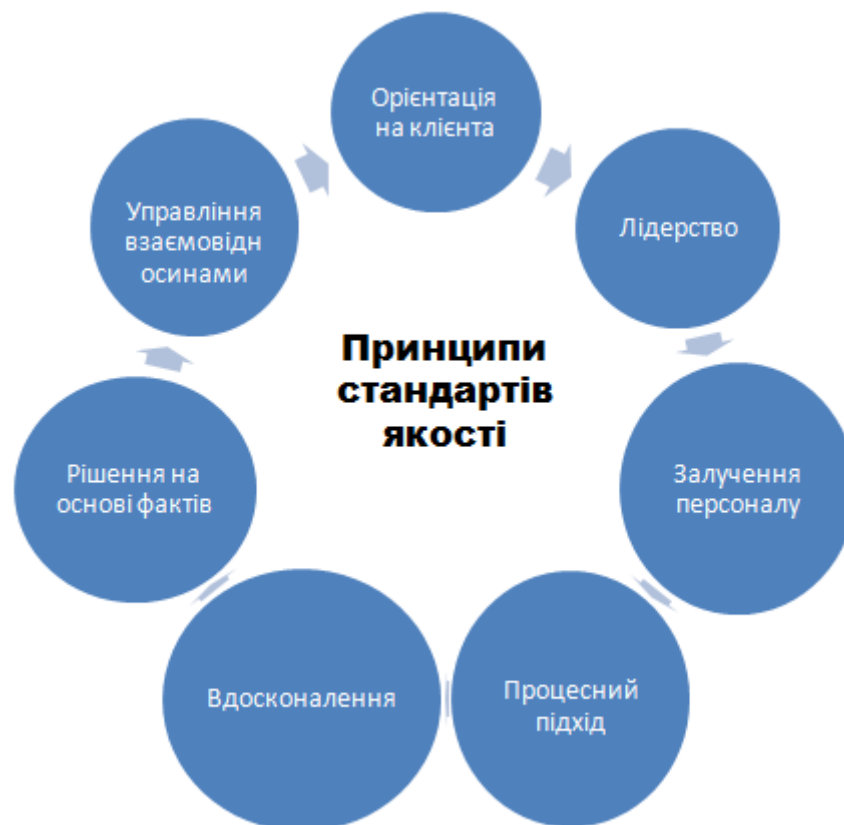 Орієнтація
на клієнта
Лідерство
Залучення
персоналу
Процесний
підхід
Вдосконалення
Рішення на
основі фактів
Управління
взаємовідн
осинами
Принципи
стандартів
якості